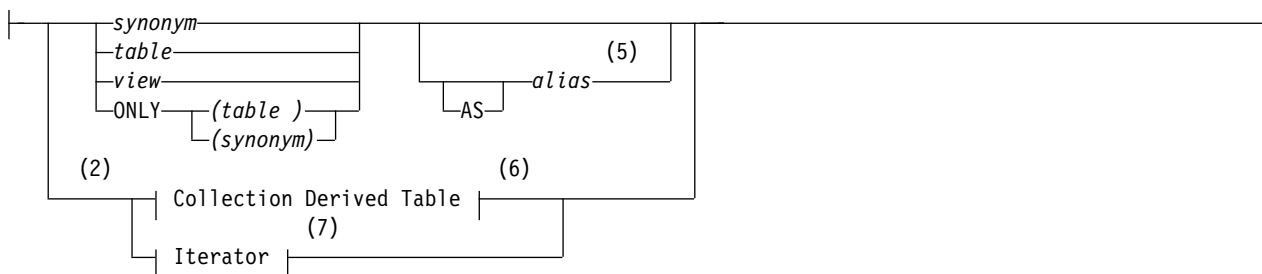 synonym
table (5)
view alias
ONLY (table ) AS
(synonym)
(2) (6)
Collection Derived Table
(7)
Iterator